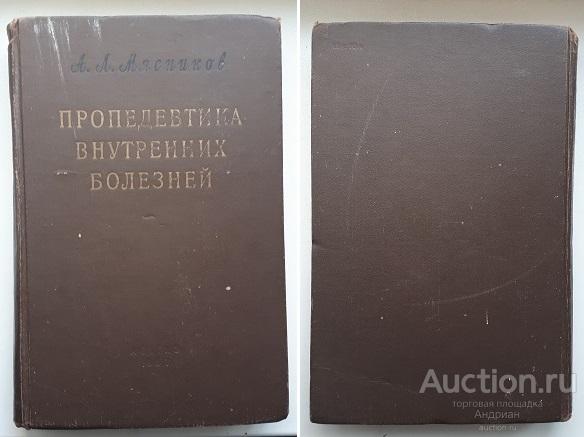 А. Л. Мясников
ПРОПЕДЕВТИКА
ВНУТРЕННИХ
БОЛЕЗНЕЙ
Auction.ru
торговая площадка
Андриан
auction.ru